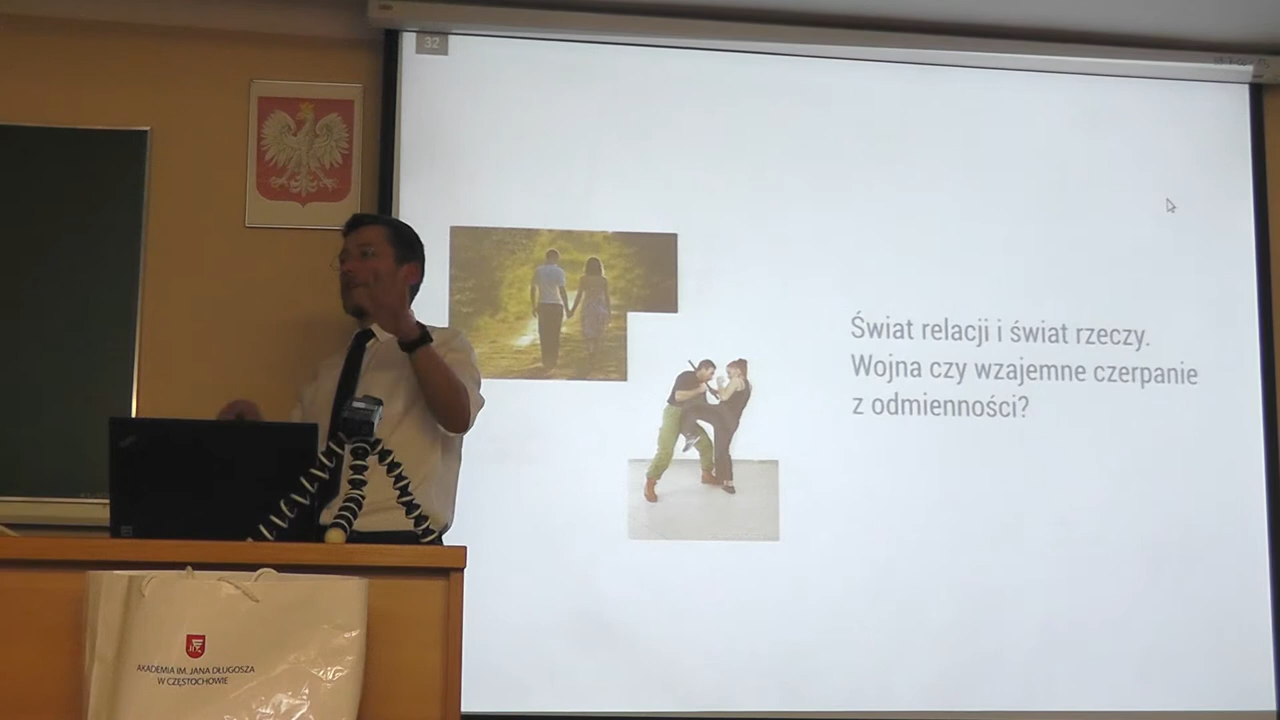 32
Świat relacji i świat rzeczy.
Wojna czy wzajemne czerpanie
z odmienności?
AKADEMIA IM. JANA DŁUGOSZA
W CZĘSTOCHOWIE